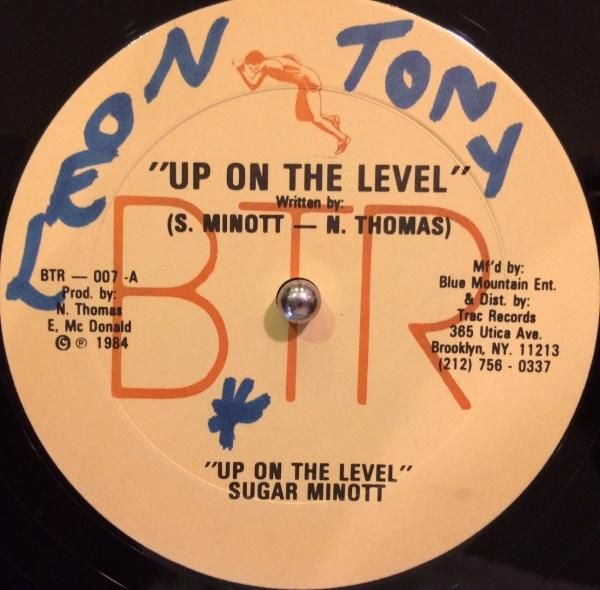 LEON TONY
"UP ON THE LEVEL"
Written by:
(S. MINOTT — N. THOMAS)
BTR
BTR — 007 -A
Prod. by:
N. Thomas
E, Mc Donald
© ℗ 1984
Mf'd by:
Blue Mountain Ent.
& Dist. by:
Trac Records
365 Utica Ave.
Brooklyn, NY. 11213
(212) 756 - 0337
"UP ON THE LEVEL"
SUGAR MINOTT